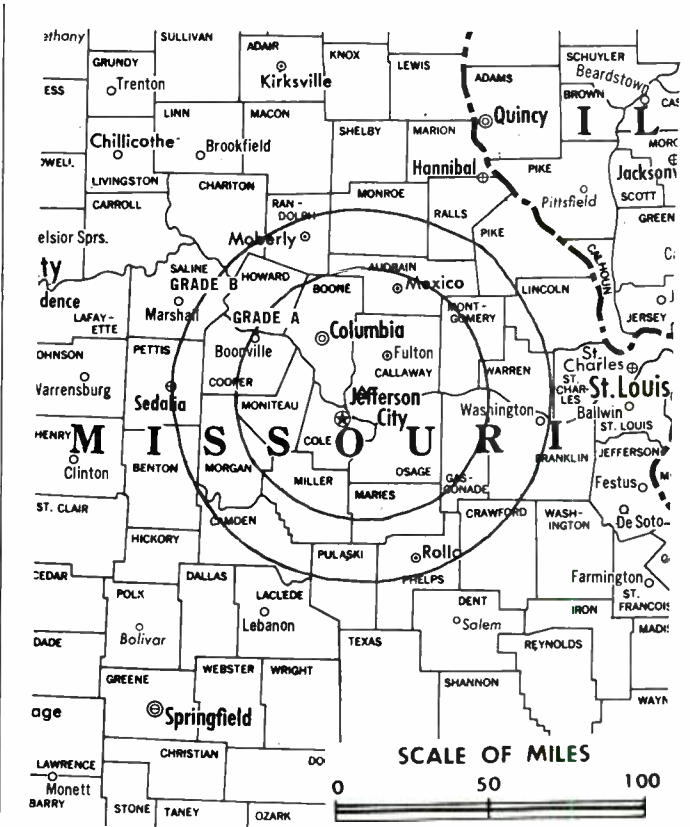 ethany
SULLIVAN
ADAIR
KNOX
LEWIS
SCHUYLER
GRUNDY
Trenton
Kirksville
ADAMS
Beardstown
BROWN
ESS
LINN
MACON
SHELBY
MARION
Quincy
I L
CAS
Chillicothe
Brookfield
Hannibal
PIKE
MORG
Jacksonv
OWELL
LIVINGSTON
CHARITON
MONROE
Pittsfield
SCOTT
CARROLL
RAN-
DOLPH
RALLS
PIKE
GREEN
elsior Sprs.
Moberly
ty
SALINE
HOWARD
AUDRAIN
CALHOUN
dence
GRADE B
BOONE
Mexico
LINCOLN
Marshall
GRADE A
MONT-
GOMERY
JERSEY
LAFAY-
ETTE
Columbia
OHNSON
PETTIS
Boonville
Fulton
St.
Charles
Warrensburg
COOPER
CALLAWAY
WARREN
ST.
CHAR-
LES
St.Louis
Sedalia
MONITEAU
Jefferson
City
Washington
Ballwin
ST. LOUIS
HENRY
COLE
MISSOURI
Clinton
BENTON
MORGAN
MILLER
OSAGE
FRANKLIN
JEFFERSON
GAS-
CONADE
Festus
ST. CLAIR
MARIES
CAMDEN
CRAWFORD
WASH-
INGTON
De Soto
HICKORY
PULASKI
Rolla
CEDAR
DALLAS
PHELPS
Farmington
POLK
LACLEDE
DENT
IRON
ST.
FRANCOIS
Bolivar
Lebanon
Salem
DADE
TEXAS
REYNOLDS
MADIS
GREENE
WEBSTER
WRIGHT
SHANNON
WAYN
age
Springfield
CHRISTIAN
DO
SCALE OF MILES
LAWRENCE
Monett
0 50 100
BARRY
STONE
TANEY
OZARK